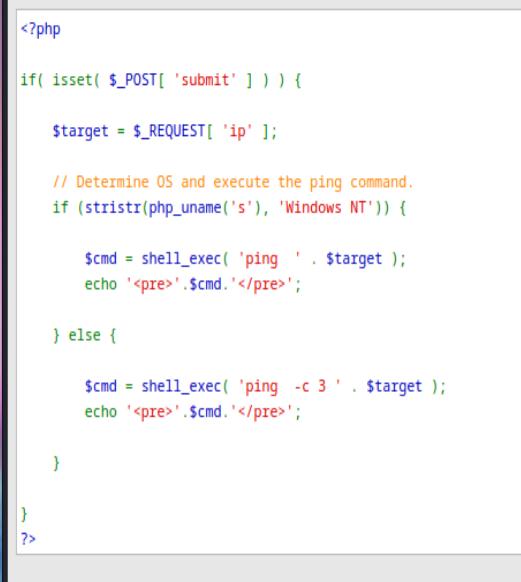 <?php
if( isset( $_POST[ 'submit' ] ) ) {
$target = $_REQUEST[ 'ip' ];
// Determine OS and execute the ping command.
if (stristr(php_uname('s'), 'Windows NT')) {
$cmd = shell_exec( 'ping  ' . $target );
echo '<pre>'.$cmd.'</pre>';
} else {
$cmd = shell_exec( 'ping  -c 3 ' . $target );
echo '<pre>'.$cmd.'</pre>';
}
}
?>